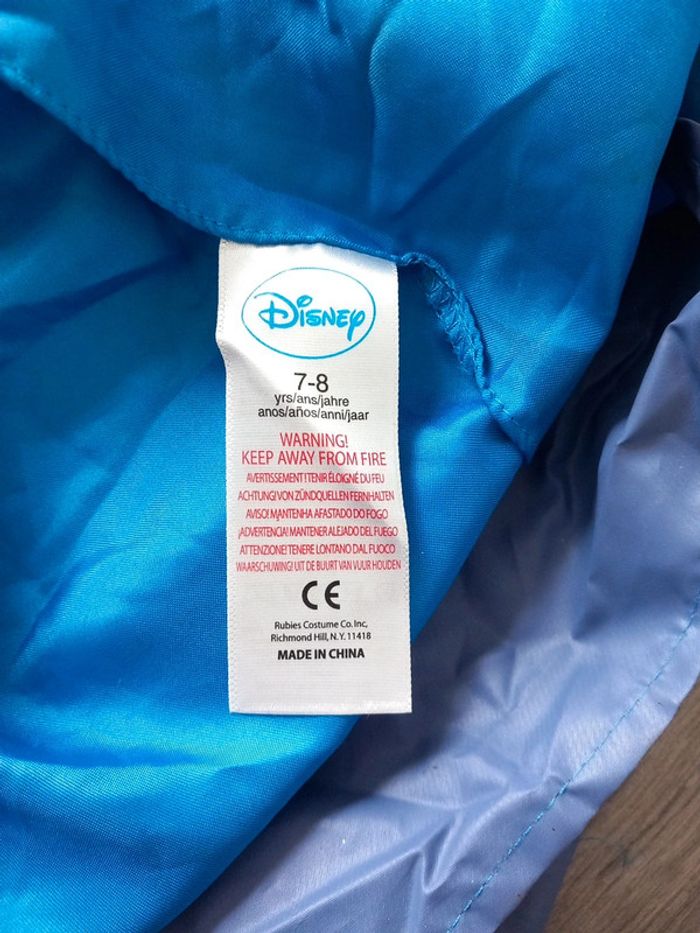 Disney
7-8
yrs/ans/jahre
anos/años/anni/jaar
WARNING!
KEEP AWAY FROM FIRE
AVERTISSEMENT ! TENIR ÉLOIGNÉ DU FEU
ACHTUNG! VON ZÜNDQUELLEN FERNHALTEN
AVISO! MANTENHA AFASTADO DO FOGO
¡ADVERTENCIA! MANTENER ALEJADO DEL FUEGO
ATTENZIONE! TENERE LONTANO DAL FUOCO
WAARSCHUWING! UIT DE BUURT VAN VUUR HOUDEN
CE
Rubies Costume Co. Inc,
Richmond Hill, N.Y. 11418
MADE IN CHINA